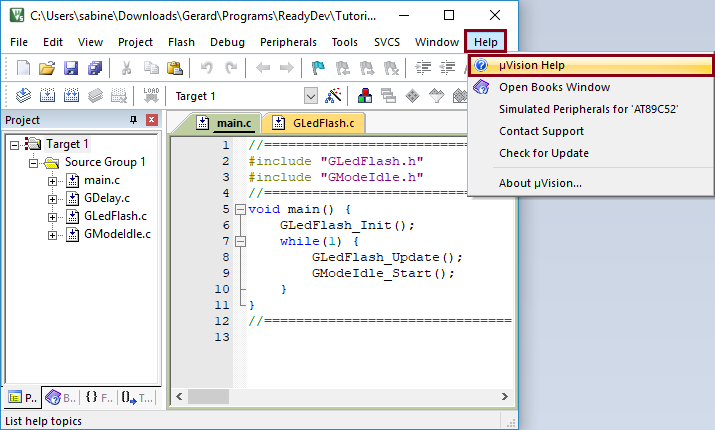 C:\Users\sabine\Downloads\Gerard\Programs\ReadyDev\Tutori...
File Edit View Project Flash Debug Peripherals Tools SVCS Window Help
µVision Help
Open Books Window
Simulated Peripherals for 'AT89C52'
Contact Support
Check for Update
About µVision...
LOAD
Target 1
Project
Target 1
Source Group 1
main.c
GDelay.c
GLedFlash.c
GModeIdle.c
main.c GLedFlash.c
1 //===============================
2 #include "GLedFlash.h"
3 #include "GModeIdle.h"
4 //===============================
5 void main() {
6 GLedFlash_Init();
7 while(1) {
8 GLedFlash_Update();
9 GModeIdle_Start();
10 }
11 }
12 //===============================
13
P... B... {} F... 0 T...
List help topics